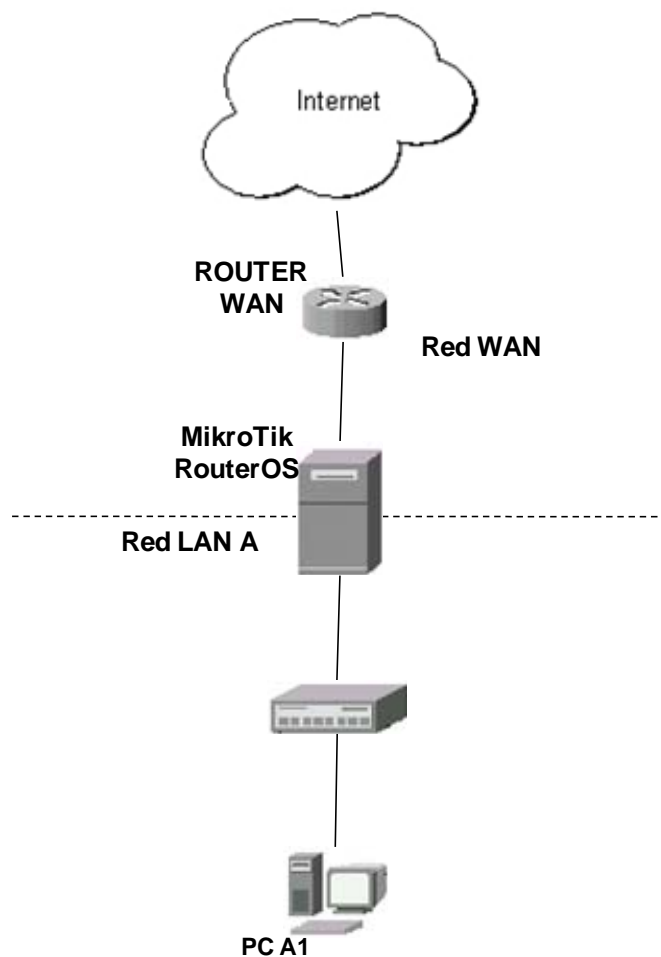 Internet
ROUTER
WAN
Red WAN
MikroTik
RouterOS
Red LAN A
PC A1